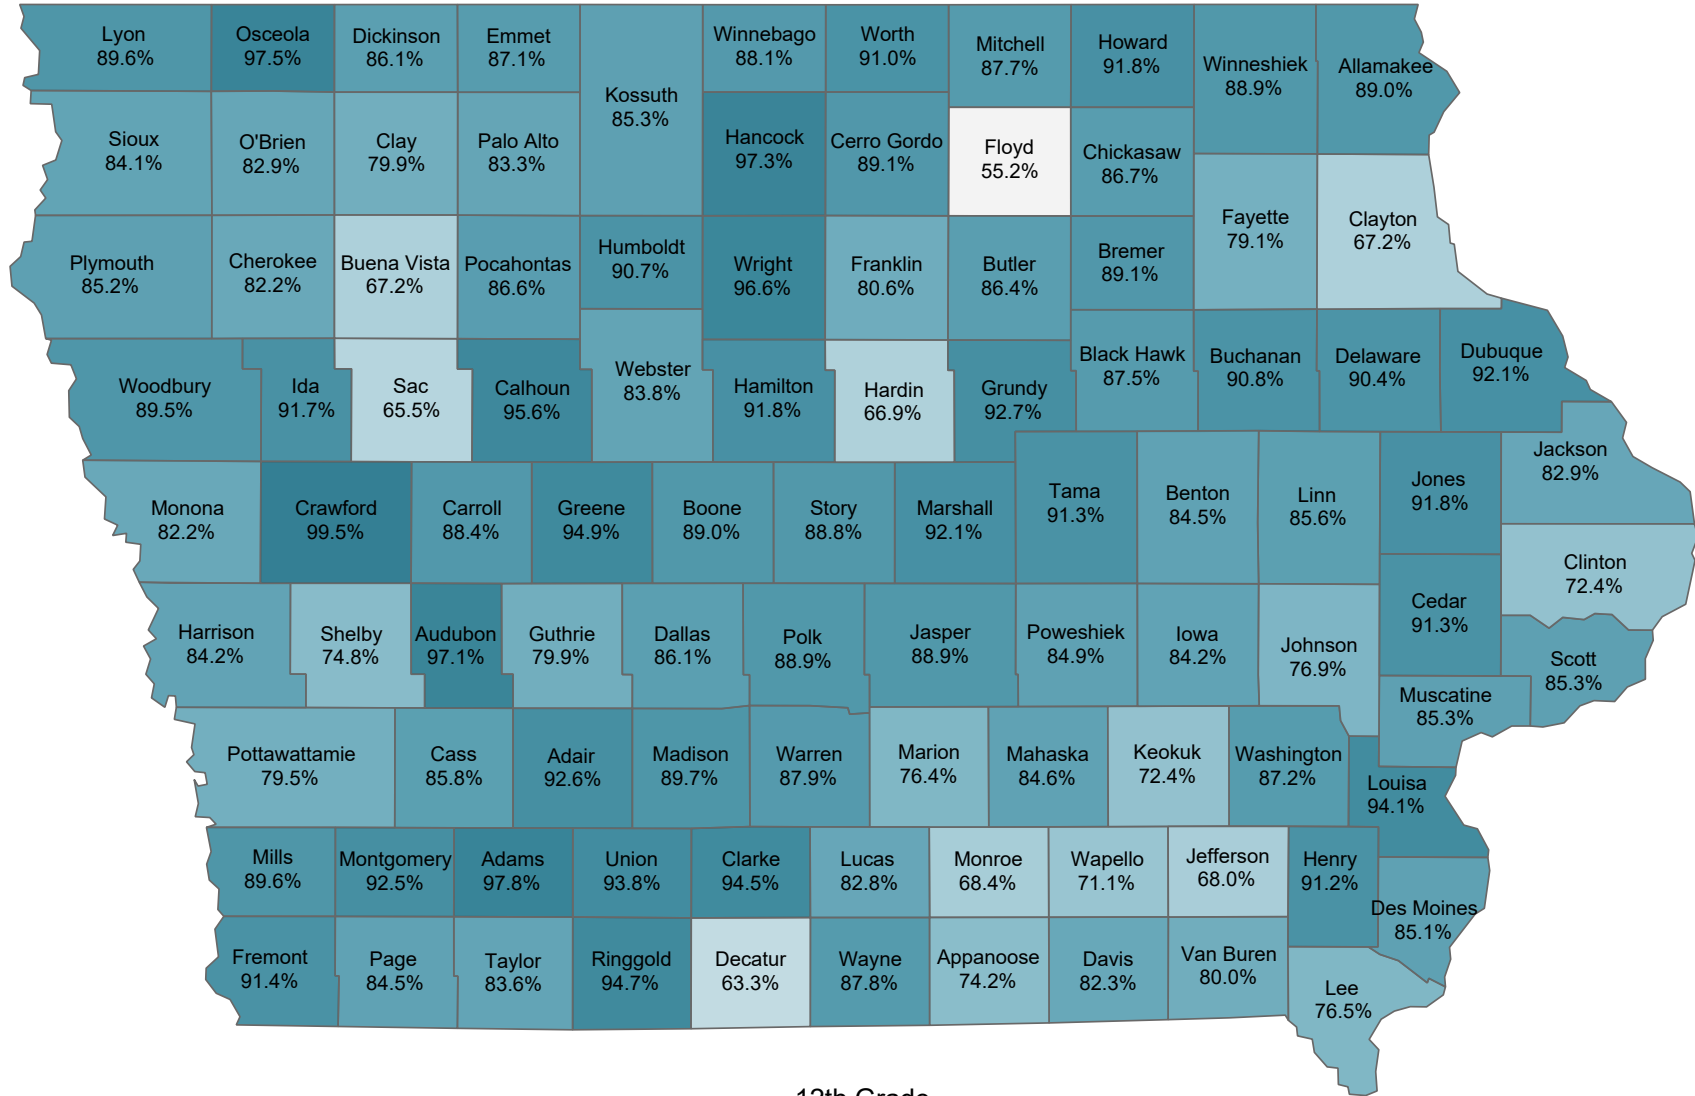 Lyon
89.6%
Osceola
97.5%
Dickinson
86.1%
Emmet
87.1%
Kossuth
85.3%
Winnebago
88.1%
Worth
91.0%
Mitchell
87.7%
Howard
91.8%
Winneshiek
88.9%
Allamakee
89.0%
Sioux
84.1%
O'Brien
82.9%
Clay
79.9%
Palo Alto
83.3%
Hancock
97.3%
Cerro Gordo
89.1%
Floyd
55.2%
Chickasaw
86.7%
Fayette
79.1%
Clayton
67.2%
Plymouth
85.2%
Cherokee
82.2%
Buena Vista
67.2%
Pocahontas
86.6%
Humboldt
90.7%
Wright
96.6%
Franklin
80.6%
Butler
86.4%
Bremer
89.1%
Woodbury
89.5%
Ida
91.7%
Sac
65.5%
Calhoun
95.6%
Webster
83.8%
Hamilton
91.8%
Hardin
66.9%
Grundy
92.7%
Black Hawk
87.5%
Buchanan
90.8%
Delaware
90.4%
Dubuque
92.1%
Monona
82.2%
Crawford
99.5%
Carroll
88.4%
Greene
94.9%
Boone
89.0%
Story
88.8%
Marshall
92.1%
Tama
91.3%
Benton
84.5%
Linn
85.6%
Jones
91.8%
Jackson
82.9%
Clinton
72.4%
Harrison
84.2%
Shelby
74.8%
Audubon
97.1%
Guthrie
79.9%
Dallas
86.1%
Polk
88.9%
Jasper
88.9%
Poweshiek
84.9%
Iowa
84.2%
Johnson
76.9%
Cedar
91.3%
Scott
85.3%
Muscatine
85.3%
Pottawattamie
79.5%
Cass
85.8%
Adair
92.6%
Madison
89.7%
Warren
87.9%
Marion
76.4%
Mahaska
84.6%
Keokuk
72.4%
Washington
87.2%
Louisa
94.1%
Mills
89.6%
Montgomery
92.5%
Adams
97.8%
Union
93.8%
Clarke
94.5%
Lucas
82.8%
Monroe
68.4%
Wapello
71.1%
Jefferson
68.0%
Henry
91.2%
Des Moines
85.1%
Fremont
91.4%
Page
84.5%
Taylor
83.6%
Ringgold
94.7%
Decatur
63.3%
Wayne
87.8%
Appanoose
74.2%
Davis
82.3%
Van Buren
80.0%
Lee
76.5%
12th Grade